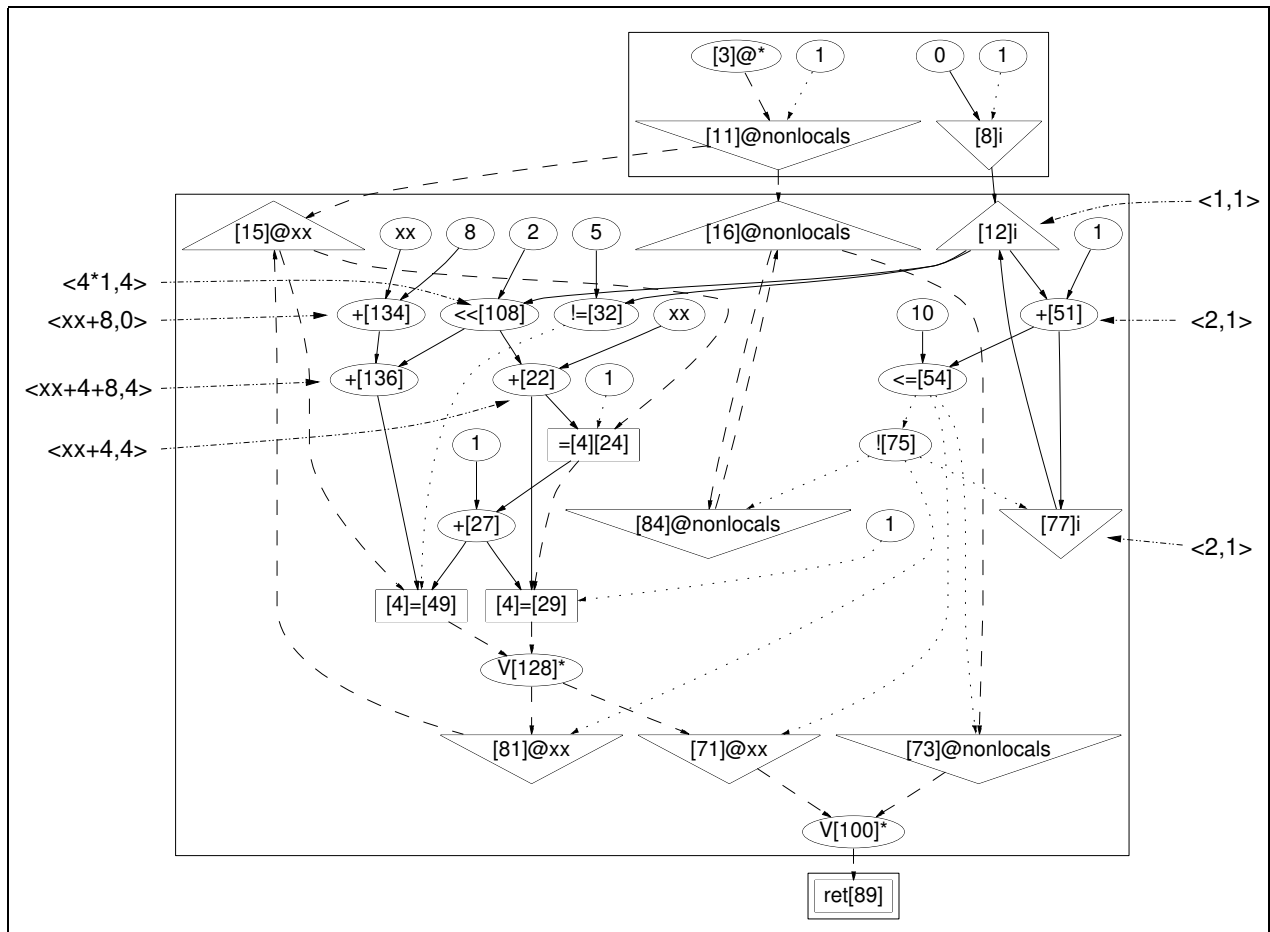 [3]@* 1 0 1
[11]@nonlocals [8]i
<1,1>
[15]@xx xx 8 2 5 [16]@nonlocals [12]i 1
<4*1,4>
<xx+8,0> +[134] <<[108] !=[32] xx 10 +[51] <2,1>
<xx+4+8,4> +[136] +[22] 1 <=[54]
<xx+4,4> 1 =[4][24] ![75]
+[27] [84]@nonlocals 1 [77]i
<2,1>
[4]=[49] [4]=[29]
V[128]*
[81]@xx [71]@xx [73]@nonlocals
V[100]*
ret[89]